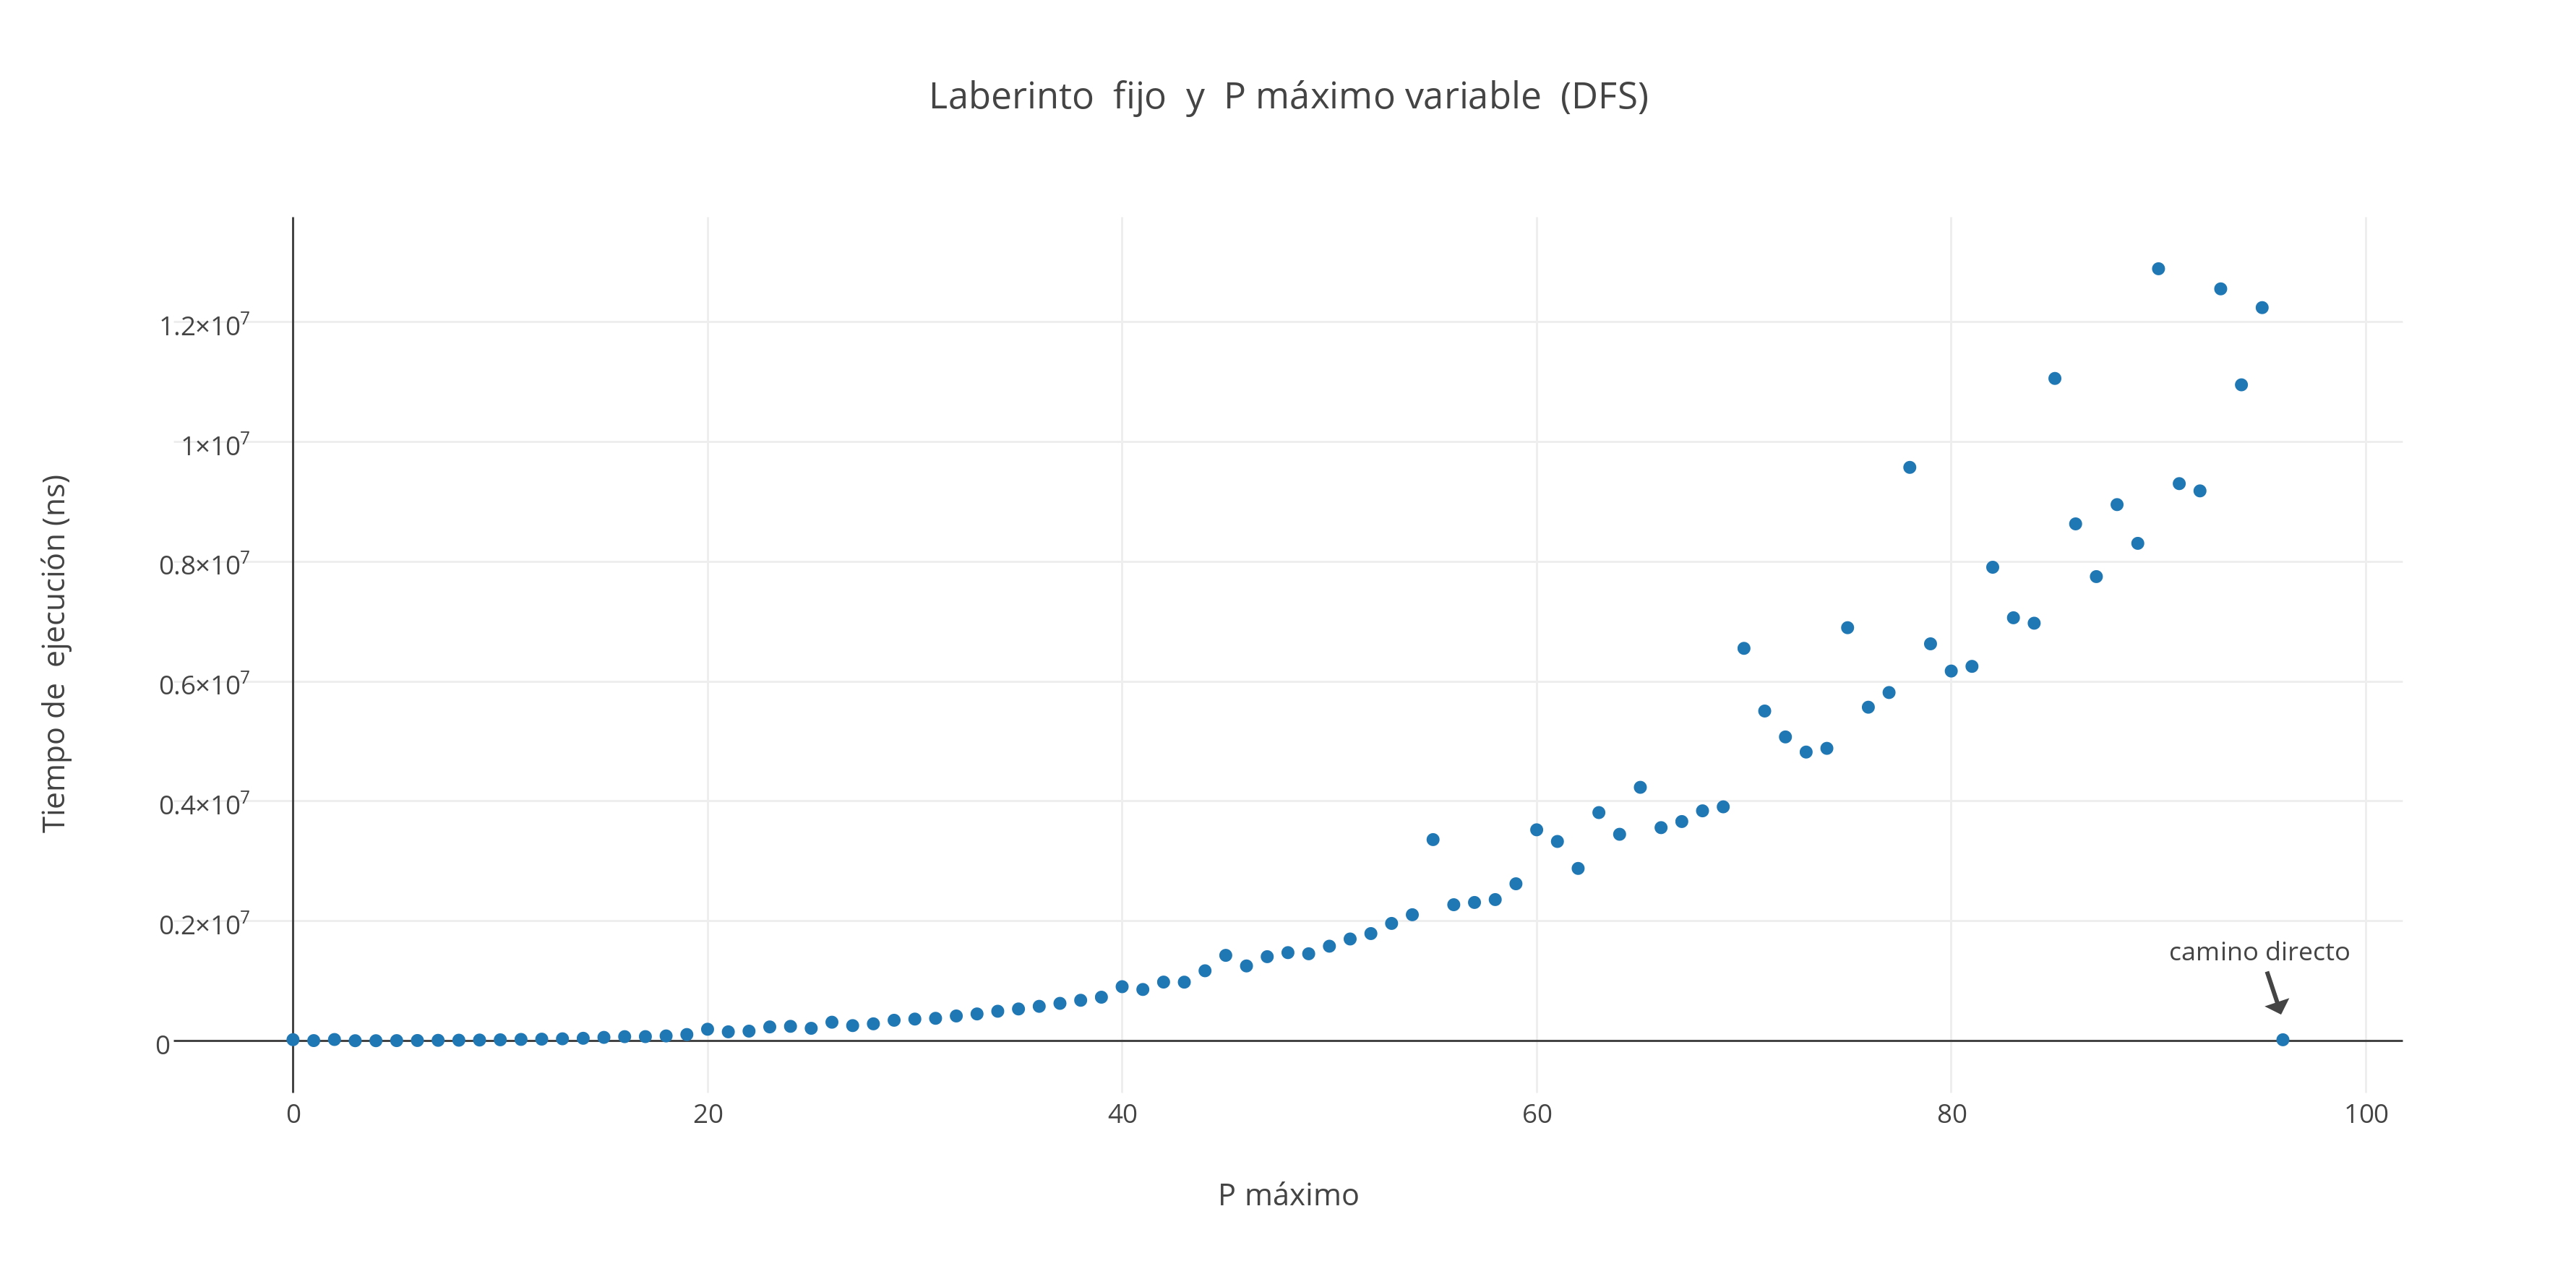 Laberinto fijo y P máximo variable (DFS)
Tiempo de ejecución (ns)
1.2×10⁷
1×10⁷
0.8×10⁷
0.6×10⁷
0.4×10⁷
0.2×10⁷
0
camino directo
0 20 40 60 80 100
P máximo